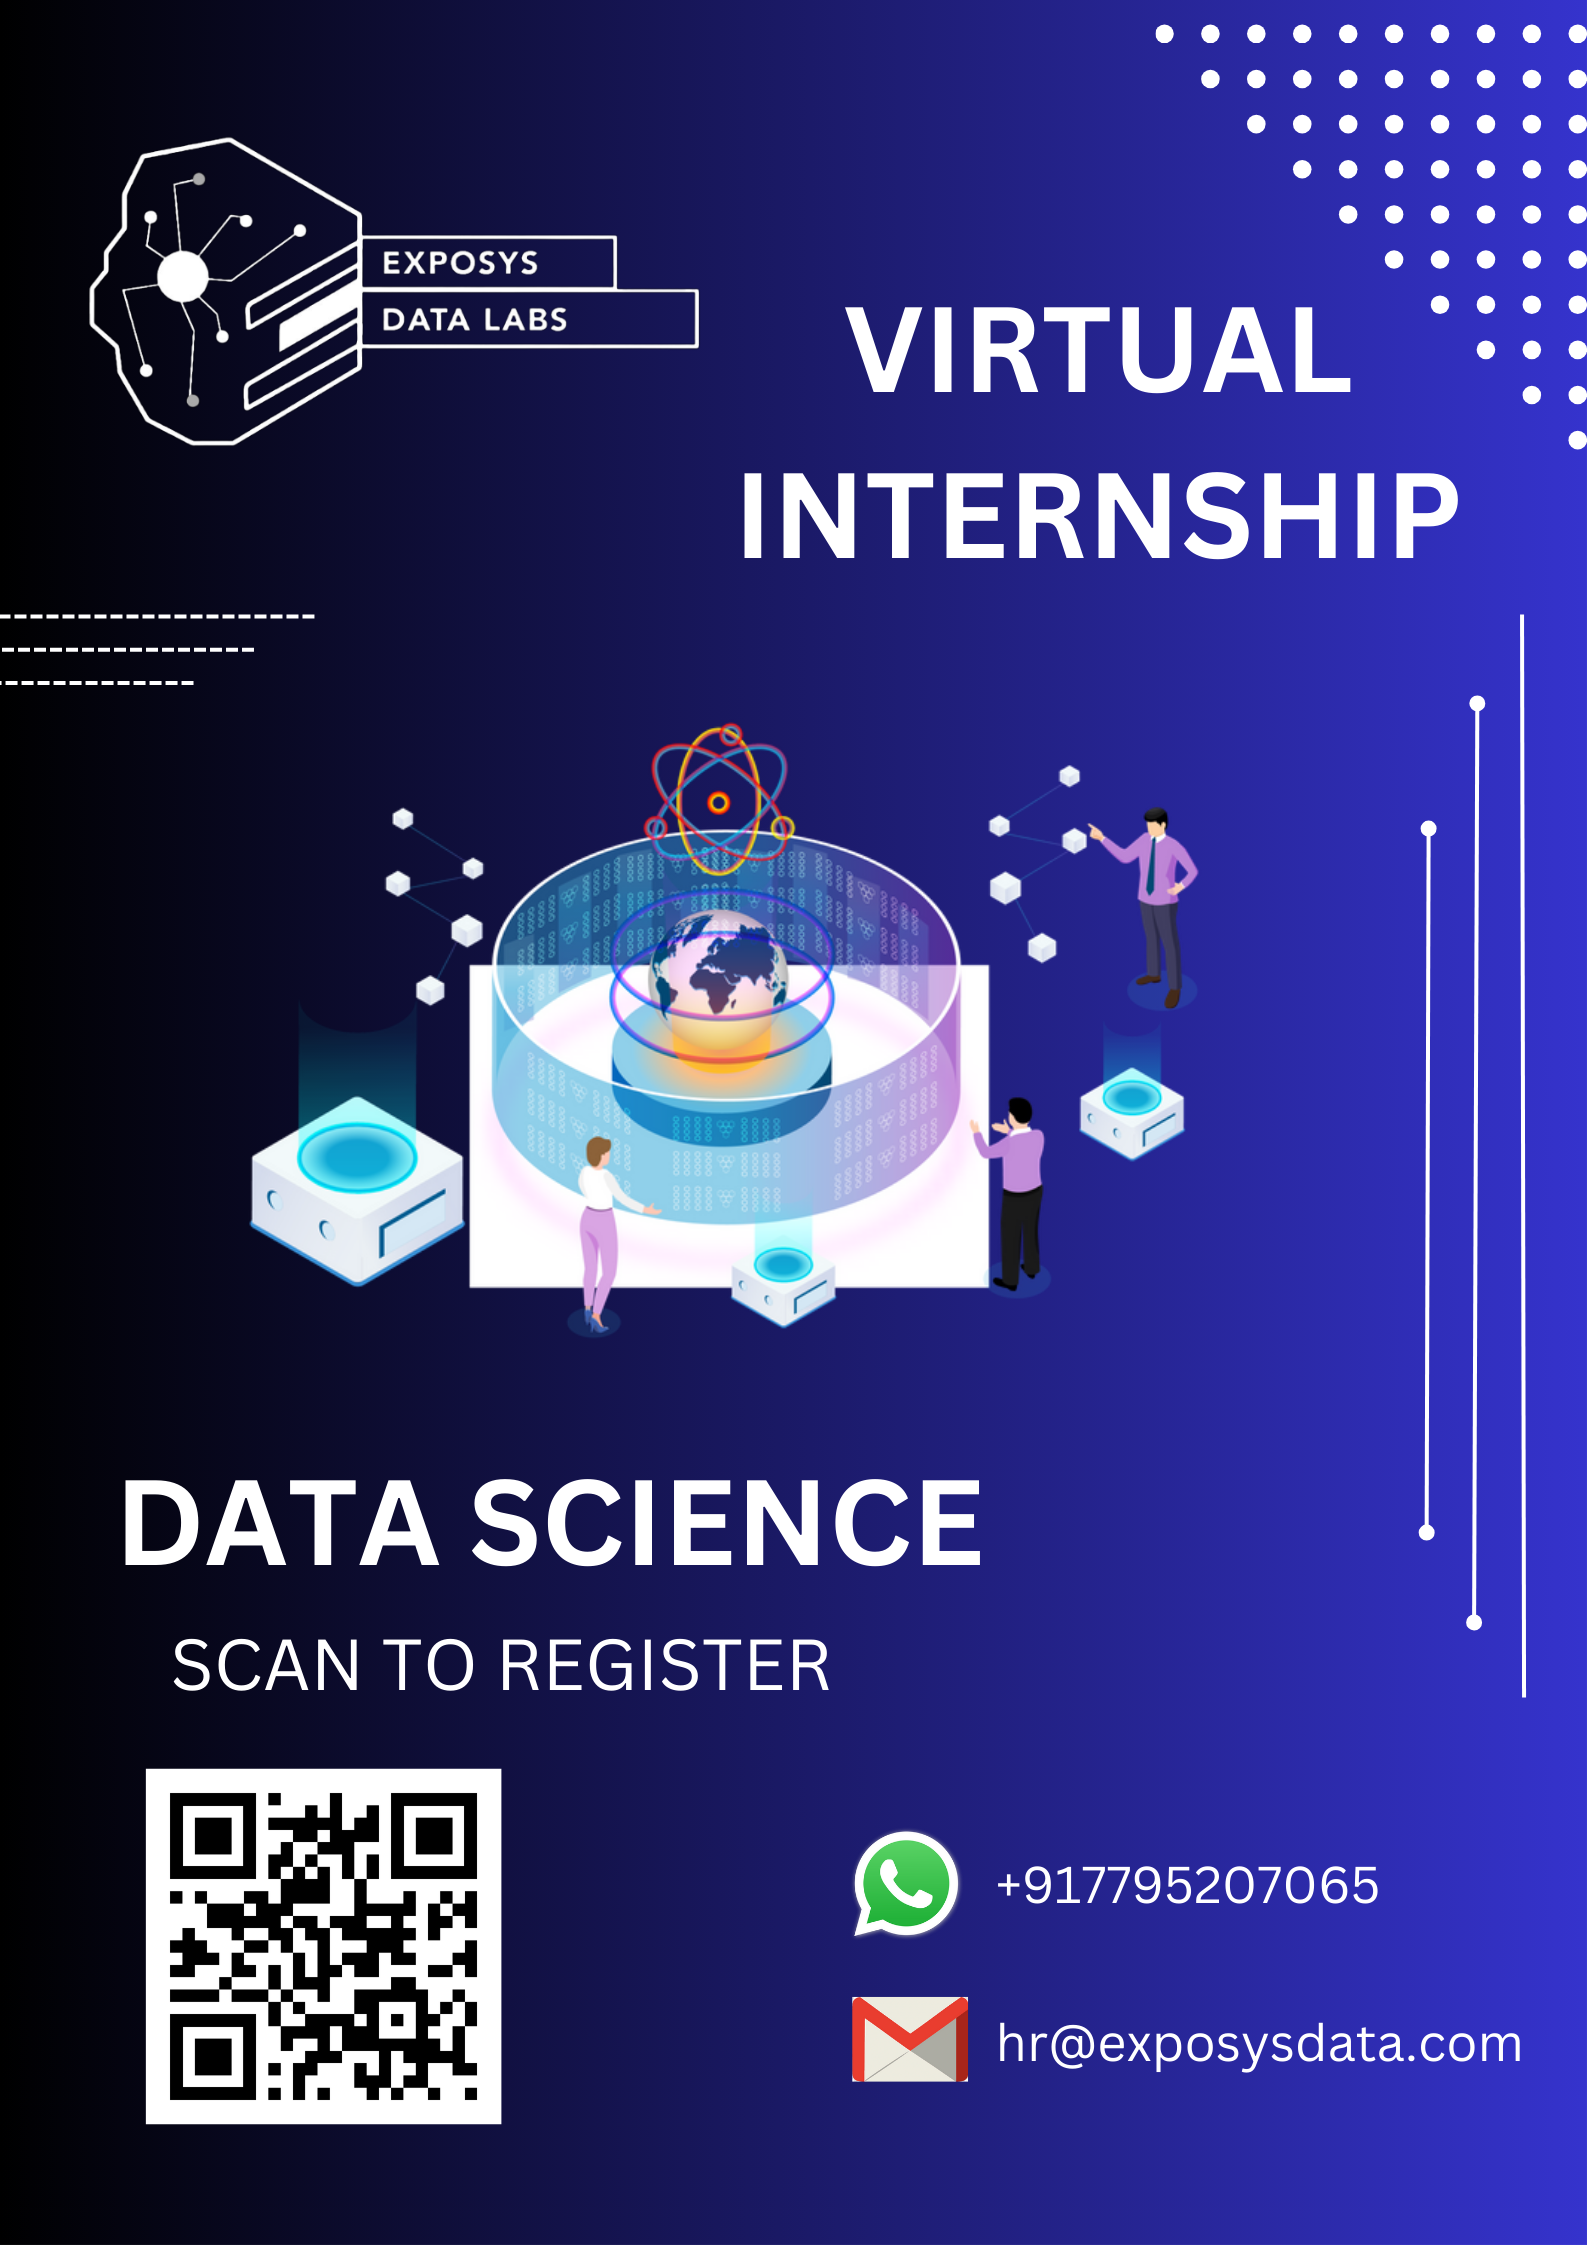 EXPOSYS
DATA LABS
VIRTUAL
INTERNSHIP
DATA SCIENCE
SCAN TO REGISTER
+917795207065
hr@exposysdata.com